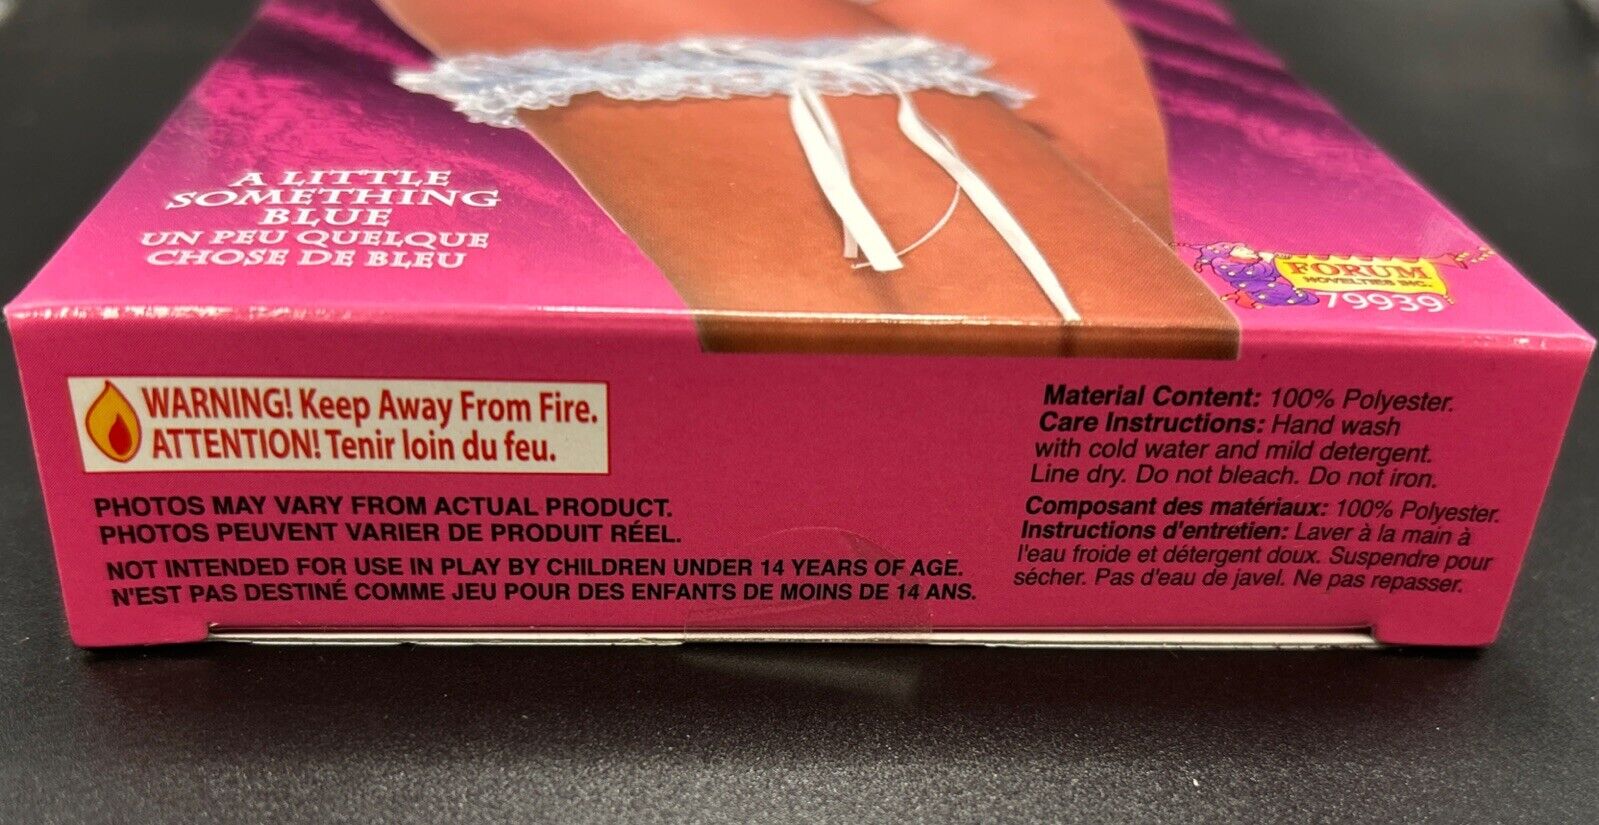 A LITTLE
SOMETHING
BLUE
UN PEU QUELQUE
CHOSE DE BLEU
FORUM
NOVELTIES INC.
79939
WARNING! Keep Away From Fire.
ATTENTION! Tenir loin du feu.
PHOTOS MAY VARY FROM ACTUAL PRODUCT.
PHOTOS PEUVENT VARIER DE PRODUIT RÉEL.
NOT INTENDED FOR USE IN PLAY BY CHILDREN UNDER 14 YEARS OF AGE.
N'EST PAS DESTINÉ COMME JEU POUR DES ENFANTS DE MOINS DE 14 ANS.
Material Content: 100% Polyester.
Care Instructions: Hand wash
with cold water and mild detergent.
Line dry. Do not bleach. Do not iron.
Composant des matériaux: 100% Polyester.
Instructions d'entretien: Laver à la main à
l'eau froide et détergent doux. Suspendre pour
sécher. Pas d'eau de javel. Ne pas repasser.